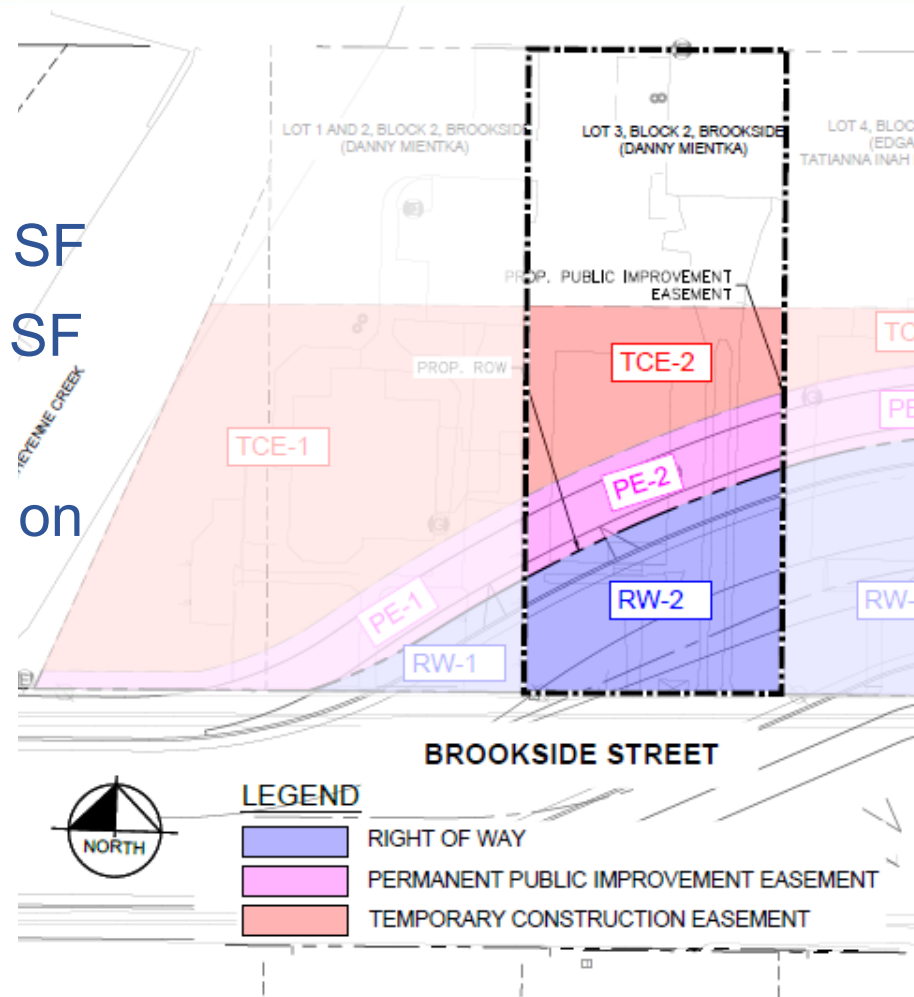 LOT 1 AND 2, BLOCK 2, BROOKSIDE
(DANNY MIENTKA)
LOT 3, BLOCK 2, BROOKSIDE
(DANNY MIENTKA)
LOT 4, BLOC
(EDGA
TATIANNA INAH
SF
SF
on
PROP. PUBLIC IMPROVEMENT
EASEMENT
PROP. ROW
HEYENNE CREEK
TCE-1
TCE-2
TC
PE-1
PE-2
PE
RW-1
RW-2
RW-
BROOKSIDE STREET
NORTH
LEGEND
RIGHT OF WAY
PERMANENT PUBLIC IMPROVEMENT EASEMENT
TEMPORARY CONSTRUCTION EASEMENT